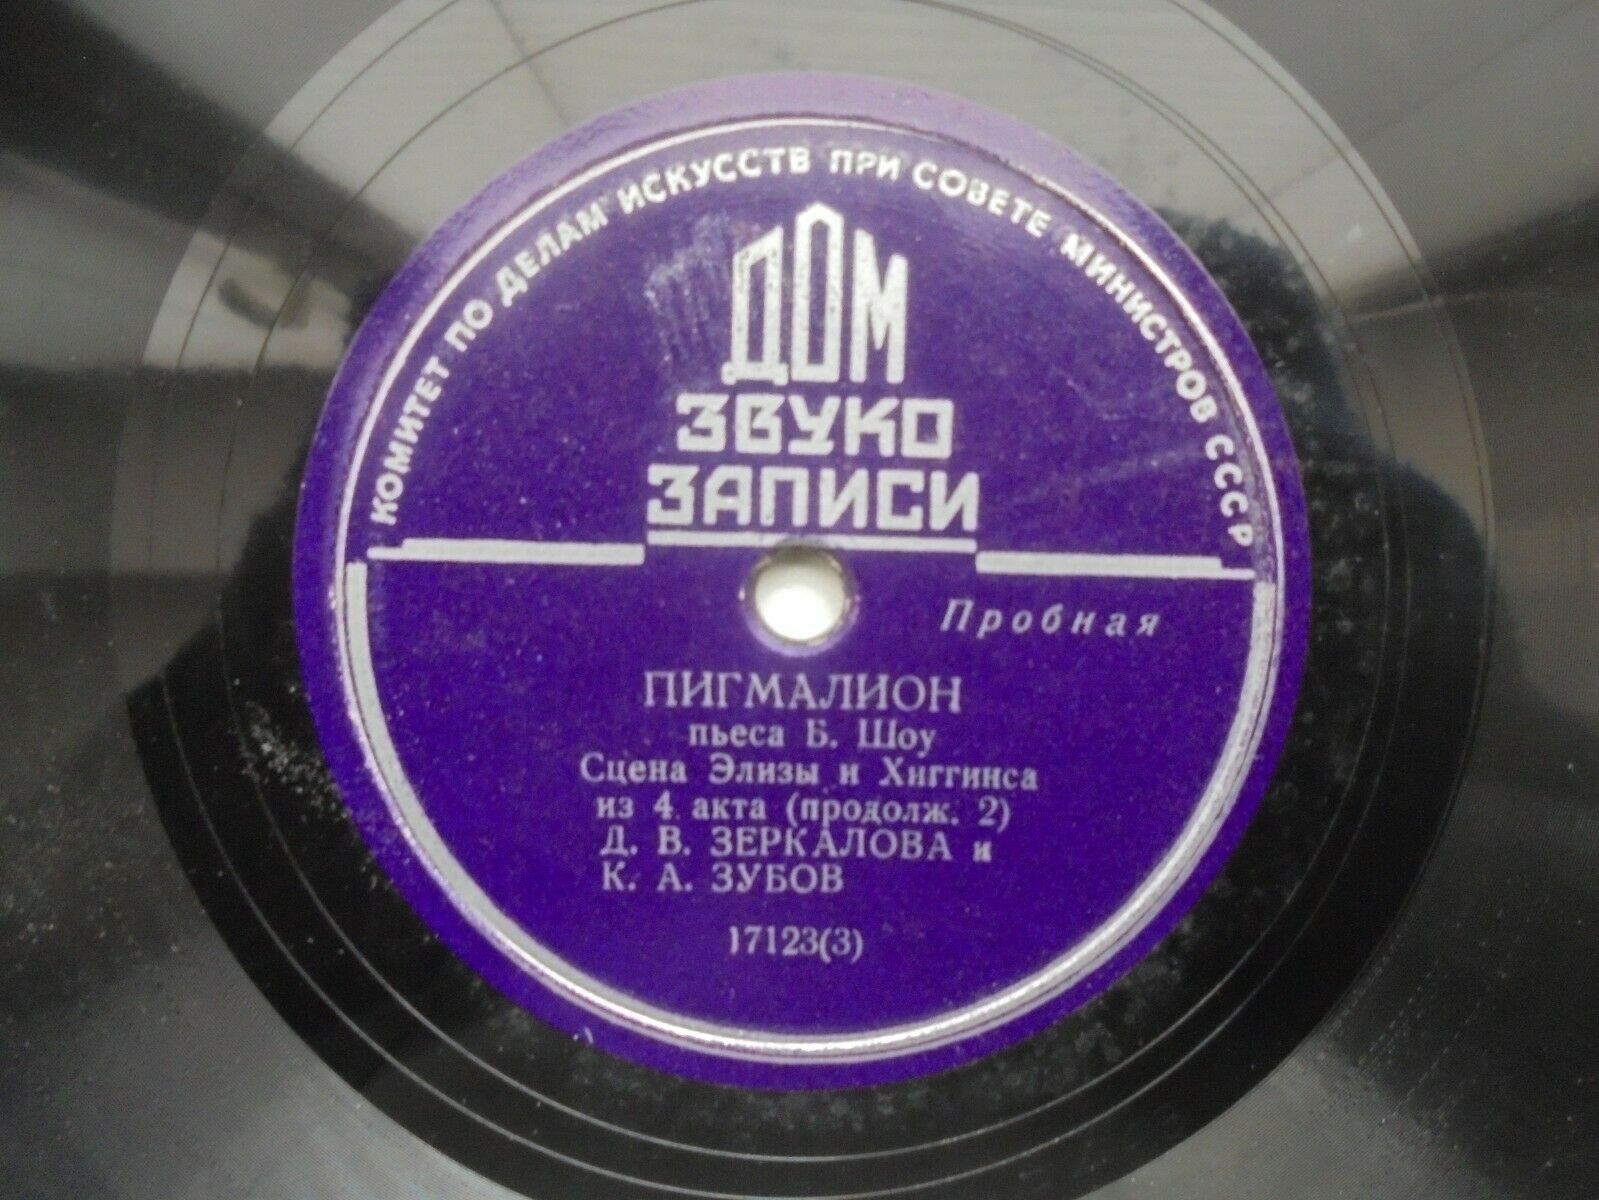 КОМИТЕТ ПО ДЕЛАМ ИСКУССТВ ПРИ СОВЕТЕ МИНИСТРОВ СССР
ДОМ
ЗВУКО
ЗАПИСИ
Пробная
ПИГМАЛИОН
пьеса Б. Шоу
Сцена Элизы и Хиггинса
из 4 акта (продолж. 2)
Д. В. ЗЕРКАЛОВА и
К. А. ЗУБОВ
17123(3)